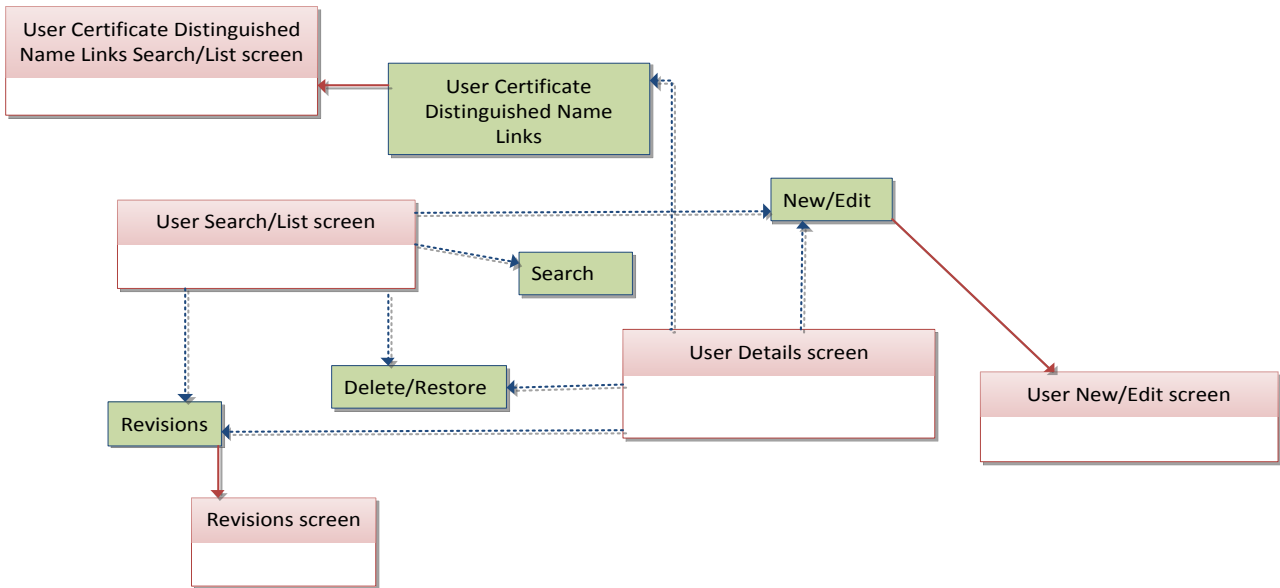 User Certificate Distinguished
Name Links Search/List screen
User Certificate
Distinguished Name
Links
New/Edit
User Search/List screen
Search
User Details screen
Delete/Restore
User New/Edit screen
Revisions
Revisions screen